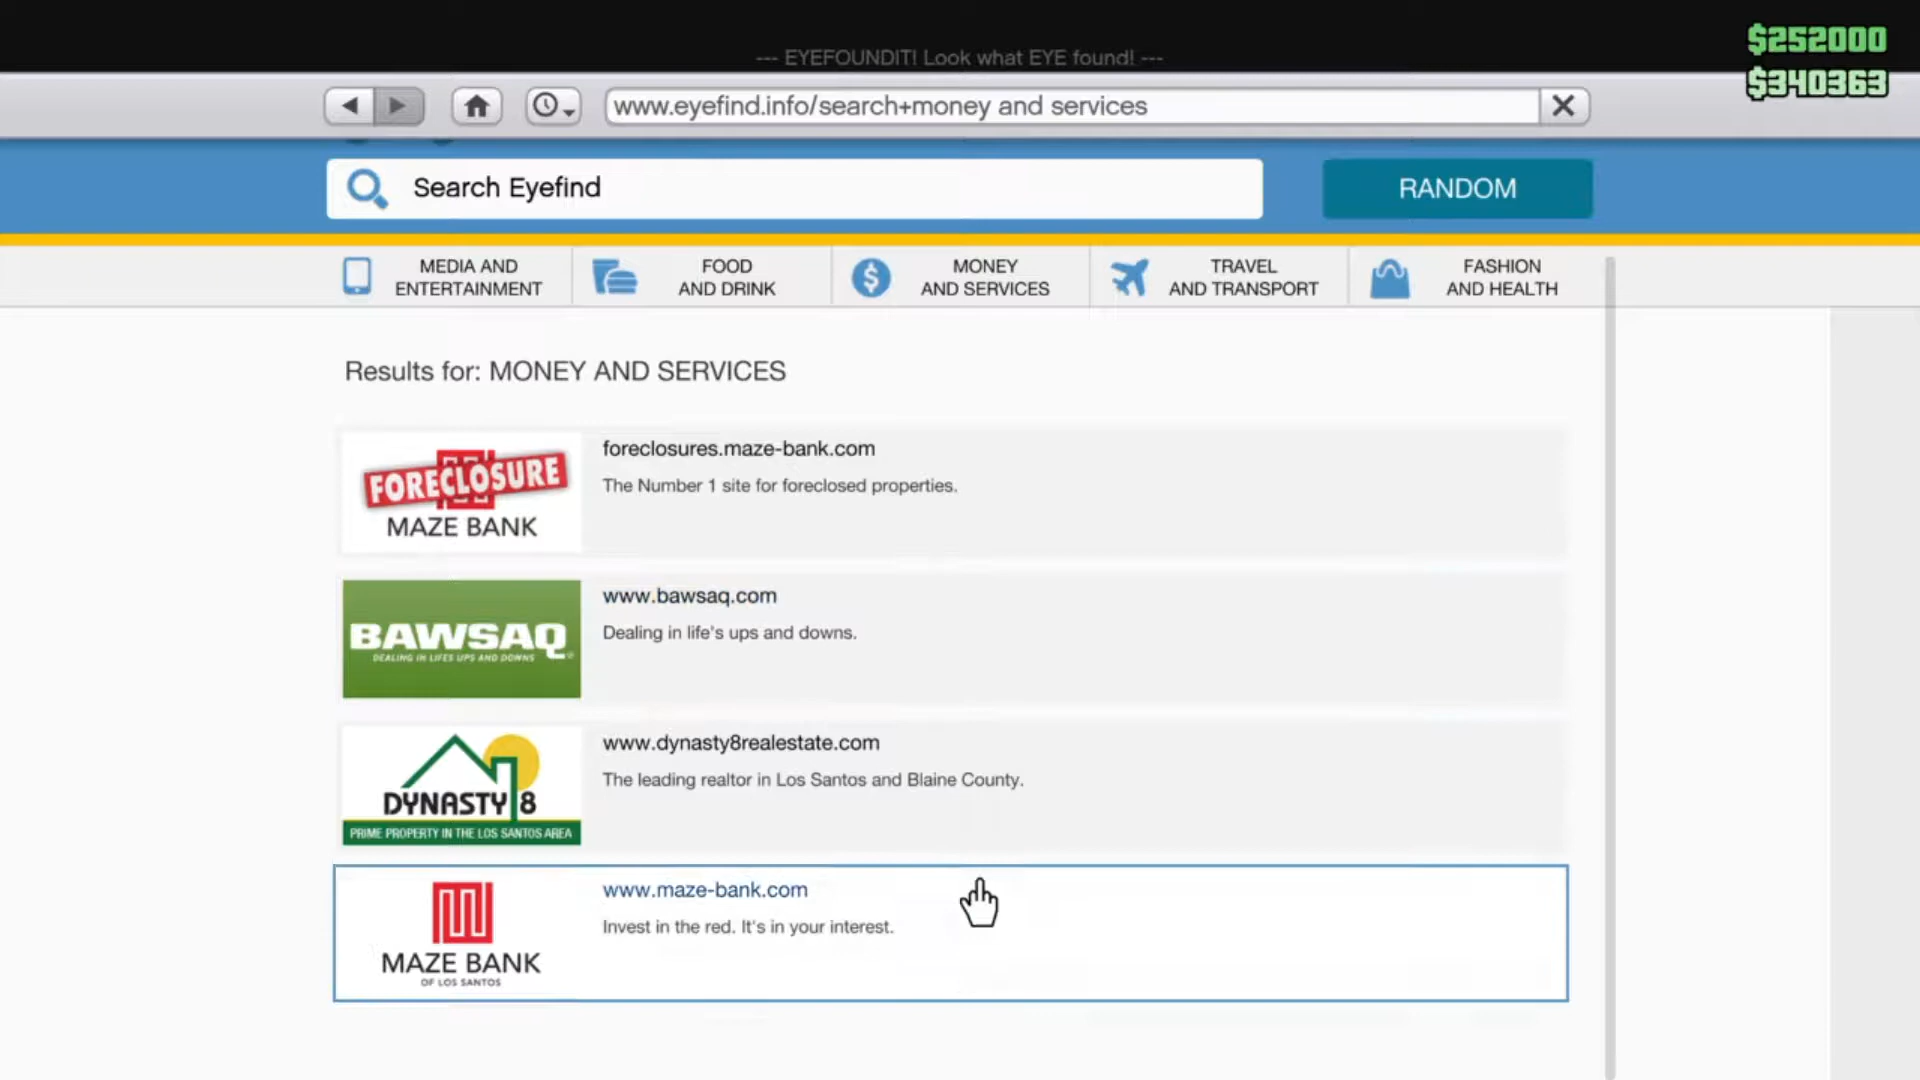 $252000
--- EYEFOUNDIT! Look what EYE found! ---
$340363
www.eyefind.info/search+money and services
Search Eyefind
RANDOM
MEDIA AND
ENTERTAINMENT
FOOD
AND DRINK
MONEY
AND SERVICES
TRAVEL
AND TRANSPORT
FASHION
AND HEALTH
Results for: MONEY AND SERVICES
FORECLOSURE
MAZE BANK
foreclosures.maze-bank.com
The Number 1 site for foreclosed properties.
BAWSAQ
DEALING IN LIFES UPS AND DOWNS
www.bawsaq.com
Dealing in life's ups and downs.
DYNASTY 8
PRIME PROPERTY IN THE LOS SANTOS AREA
www.dynasty8realestate.com
The leading realtor in Los Santos and Blaine County.
MAZE BANK
OF LOS SANTOS
www.maze-bank.com
Invest in the red. It's in your interest.